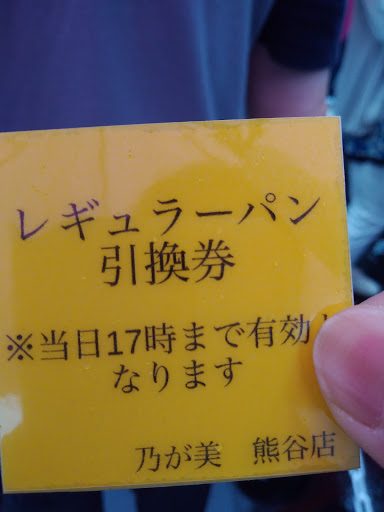 レギュラーパン
引換券
※当日17時まで有効と
なります
乃が美 熊谷店